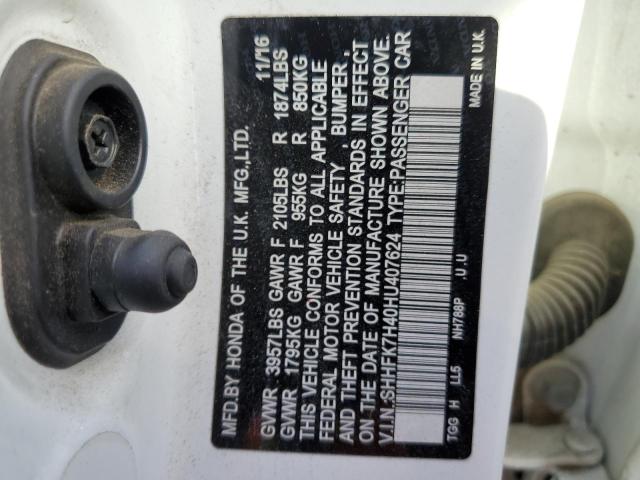 MFD.BY HONDA OF THE U.K. MFG.,LTD. 11/16
GVWR 3957LBS GAWR F 2105LBS R 1874LBS
GVWR 1795KG GAWR F 955KG R 850KG
THIS VEHICLE CONFORMS TO ALL APPLICABLE
FEDERAL MOTOR VEHICLE SAFETY , BUMPER ,
AND THEFT PREVENTION STANDARDS IN EFFECT
ON THE DATE OF MANUFACTURE SHOWN ABOVE.
V.I.N.:SHHFK7H40HU407624 TYPE:PASSENGER CAR
TGG H LL5 NH788P ,U,U MADE IN U.K.